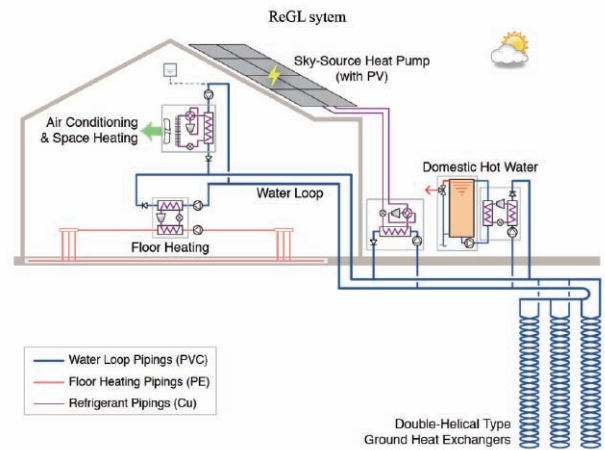 ReGL sytem
Sky-Source Heat Pump
(with PV)
Air Conditioning
& Space Heating
Domestic Hot Water
Water Loop
Floor Heating
Water Loop Pipings (PVC)
Floor Heating Pipings (PE)
Refrigerant Pipings (Cu)
Double-Helical Type
Ground Heat Exchangers